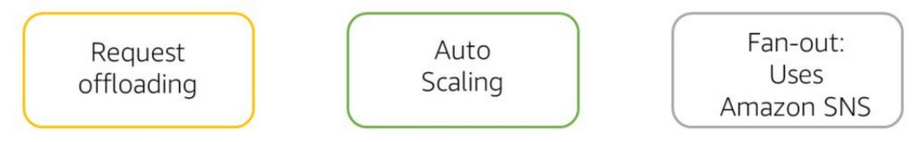 Request
offloading
Auto
Scaling
Fan-out:
Uses
Amazon SNS